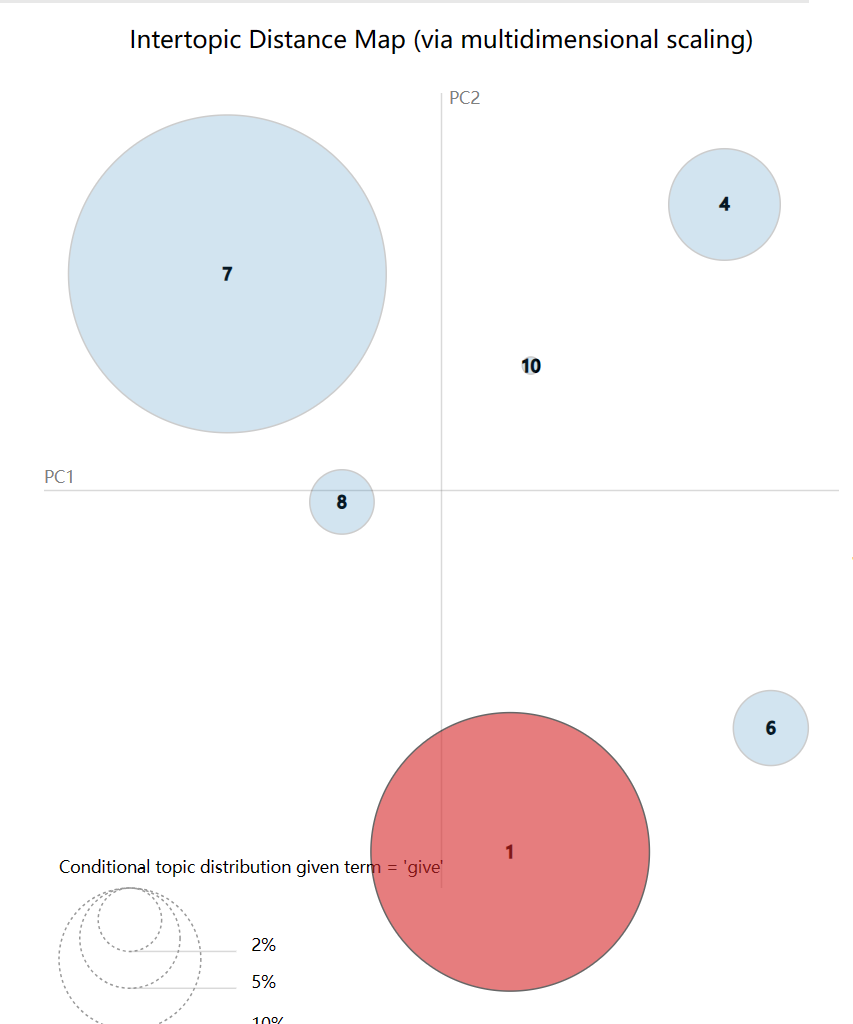 Intertopic Distance Map (via multidimensional scaling)
PC2
4
7
10
PC1
8
6
1
Conditional topic distribution given term = 'give'
2%
5%
10%